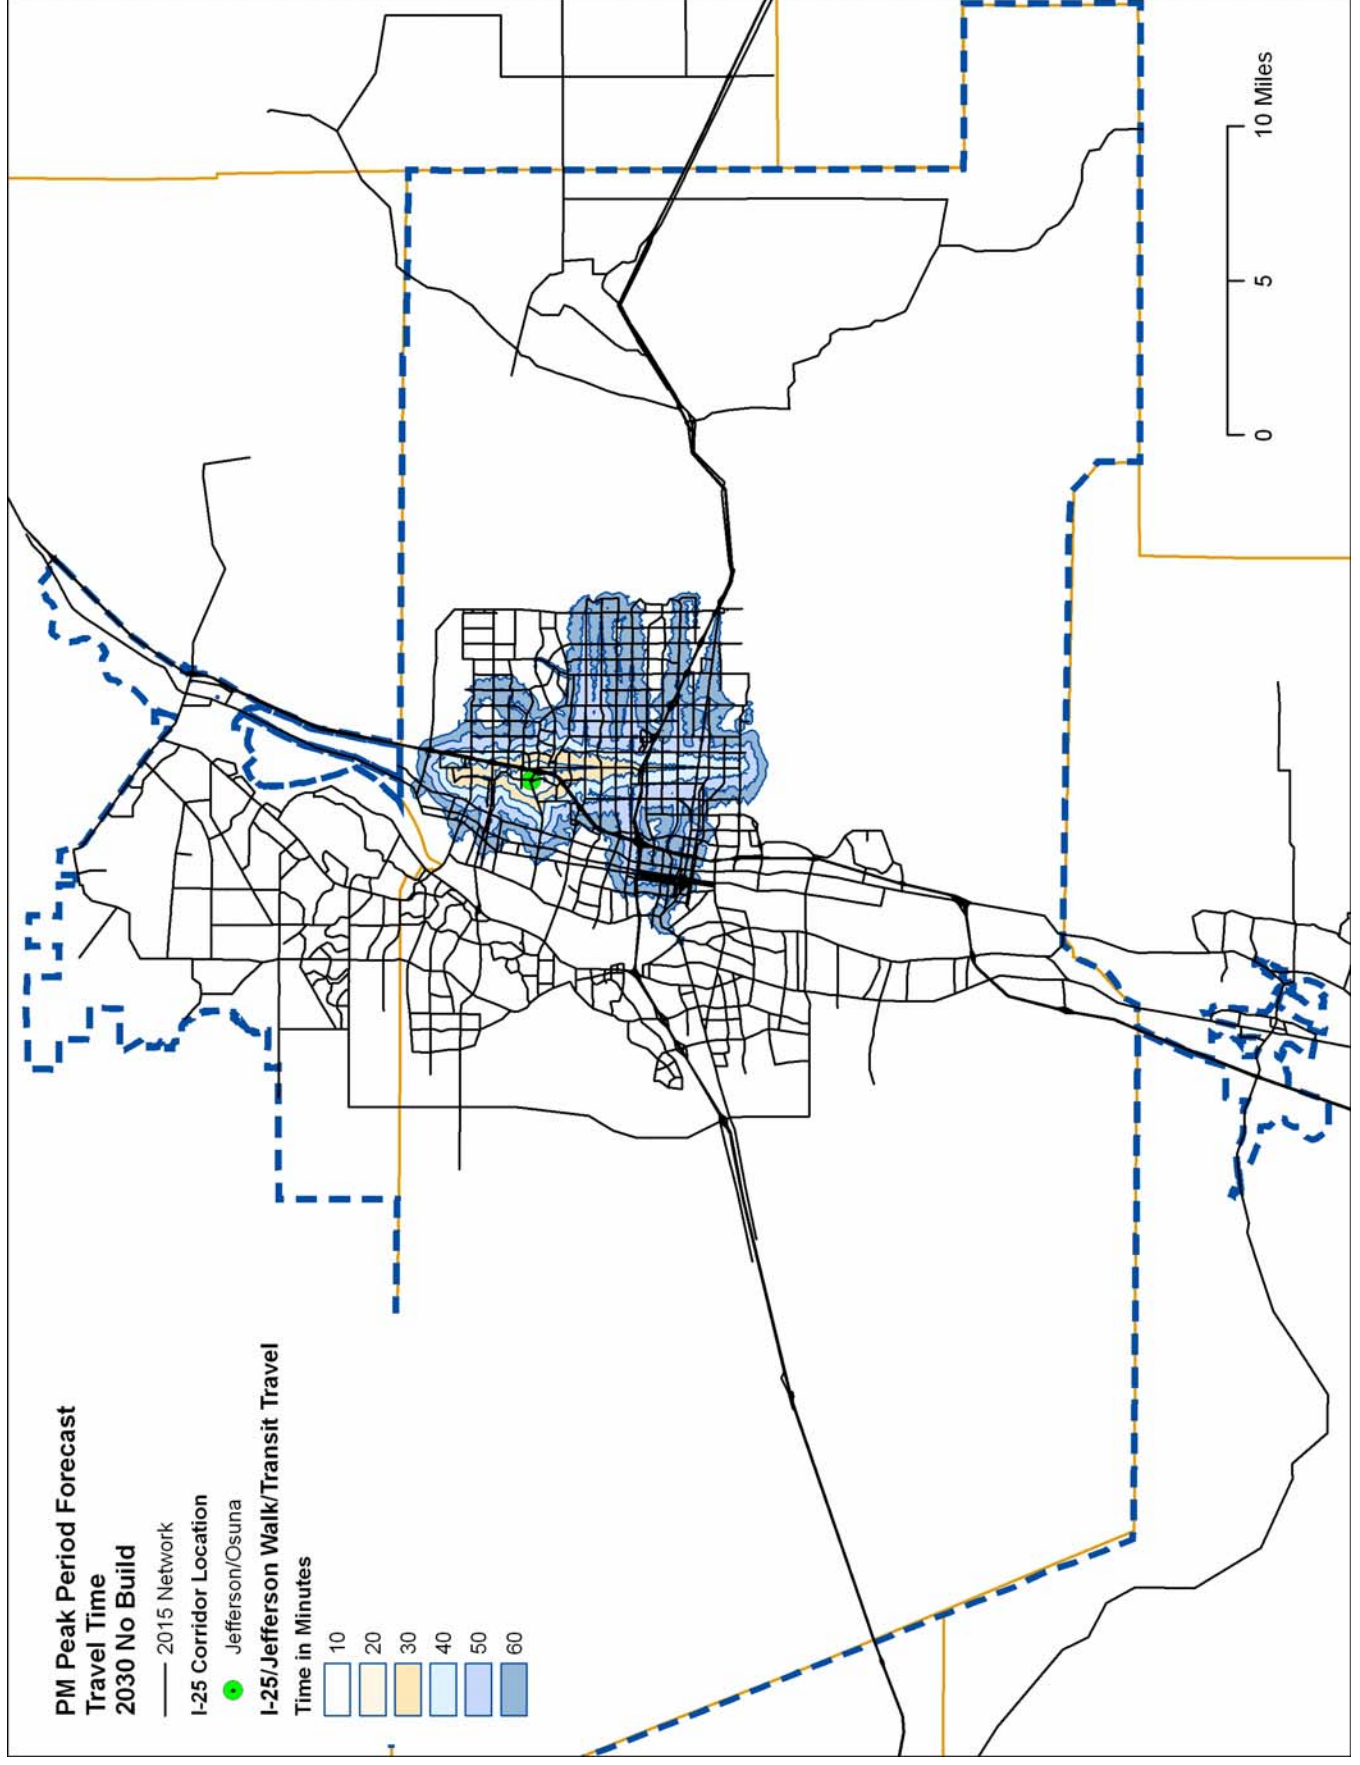 PM Peak Period Forecast
Travel Time
2030 No Build
2015 Network
I-25 Corridor Location
Jefferson/Osuna
I-25/Jefferson Walk/Transit Travel
Time in Minutes
10
20
30
40
50
60
0
5
10 Miles